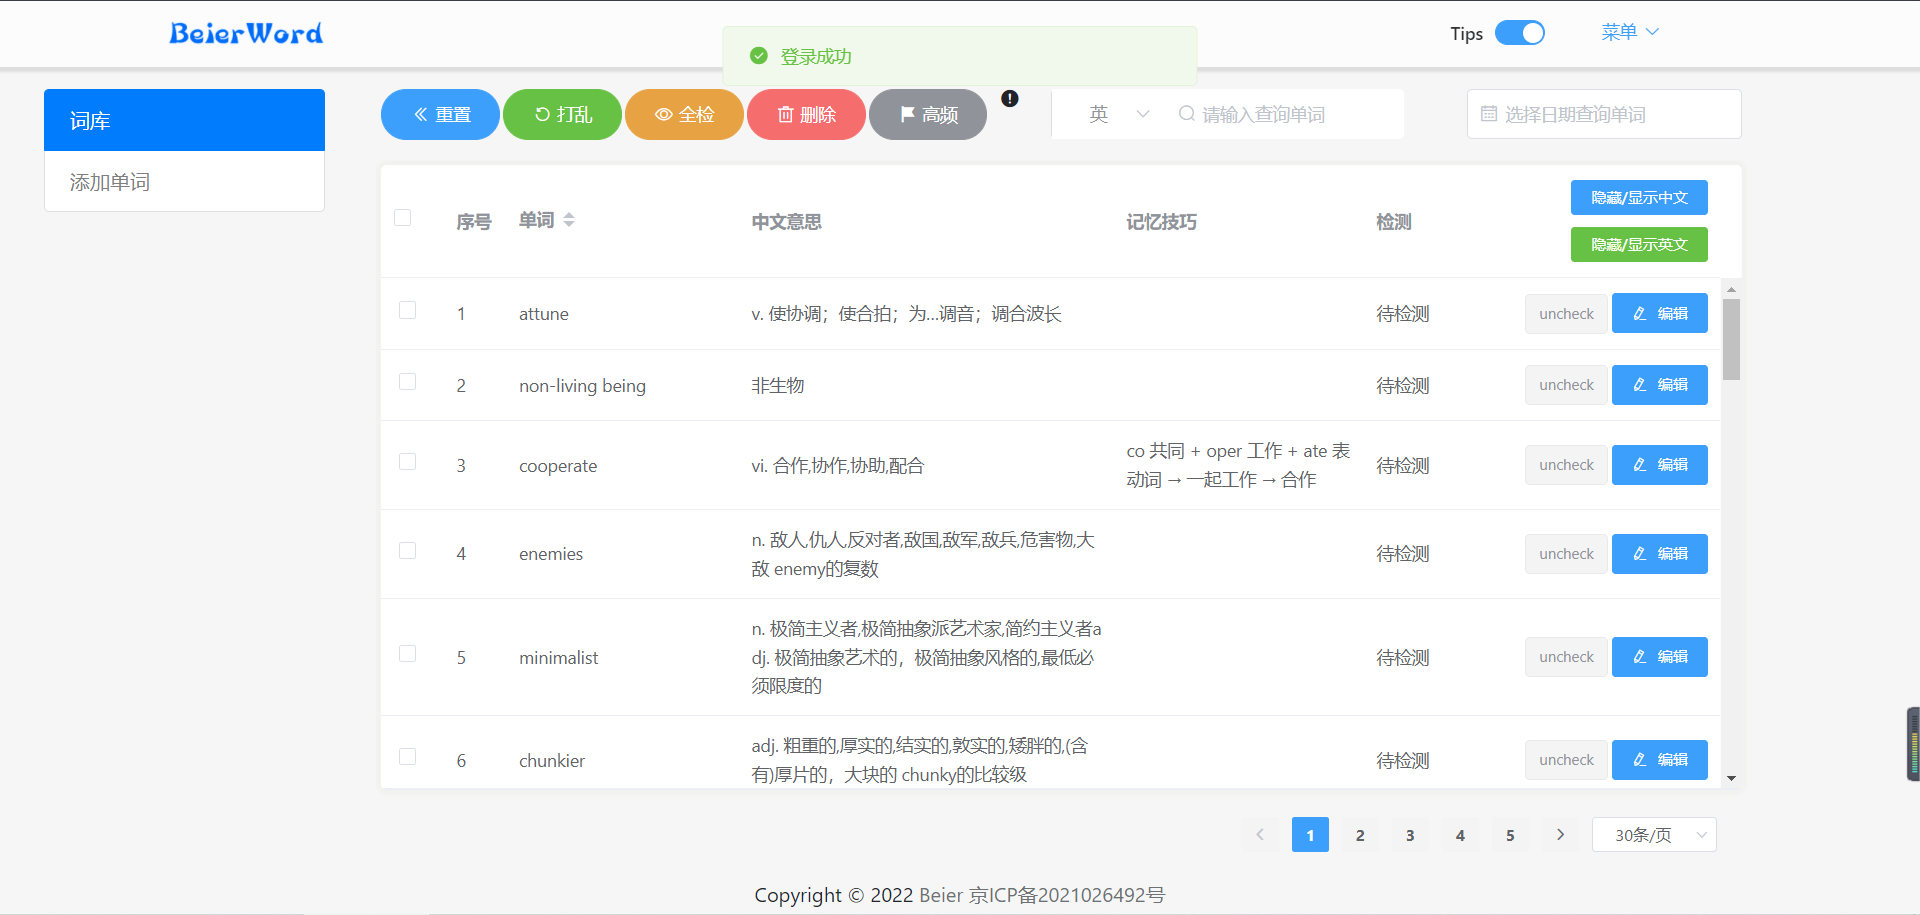 BeierWord
登录成功
Tips
菜单
词库
添加单词
重置
打乱
全检
删除
高频
英
请输入查询单词
选择日期查询单词
序号 单词 中文意思 记忆技巧 检测
隐藏/显示中文
隐藏/显示英文
1 attune v. 使协调；使合拍；为...调音；调合波长 待检测 uncheck 编辑
2 non-living being 非生物 待检测 uncheck 编辑
3 cooperate vi. 合作,协作,协助,配合 co 共同 + oper 工作 + ate 表
动词 → 一起工作 → 合作 待检测 uncheck 编辑
4 enemies n. 敌人,仇人,反对者,敌国,敌军,敌兵,危害物,大
敌 enemy的复数 待检测 uncheck 编辑
5 minimalist n. 极简主义者,极简抽象派艺术家,简约主义者a
dj. 极简抽象艺术的，极简抽象风格的,最低必
须限度的 待检测 uncheck 编辑
6 chunkier adj. 粗重的,厚实的,结实的,敦实的,矮胖的,(含
有)厚片的，大块的 chunky的比较级 待检测 uncheck 编辑
1 2 3 4 5 30条/页
Copyright © 2022 Beier 京ICP备2021026492号